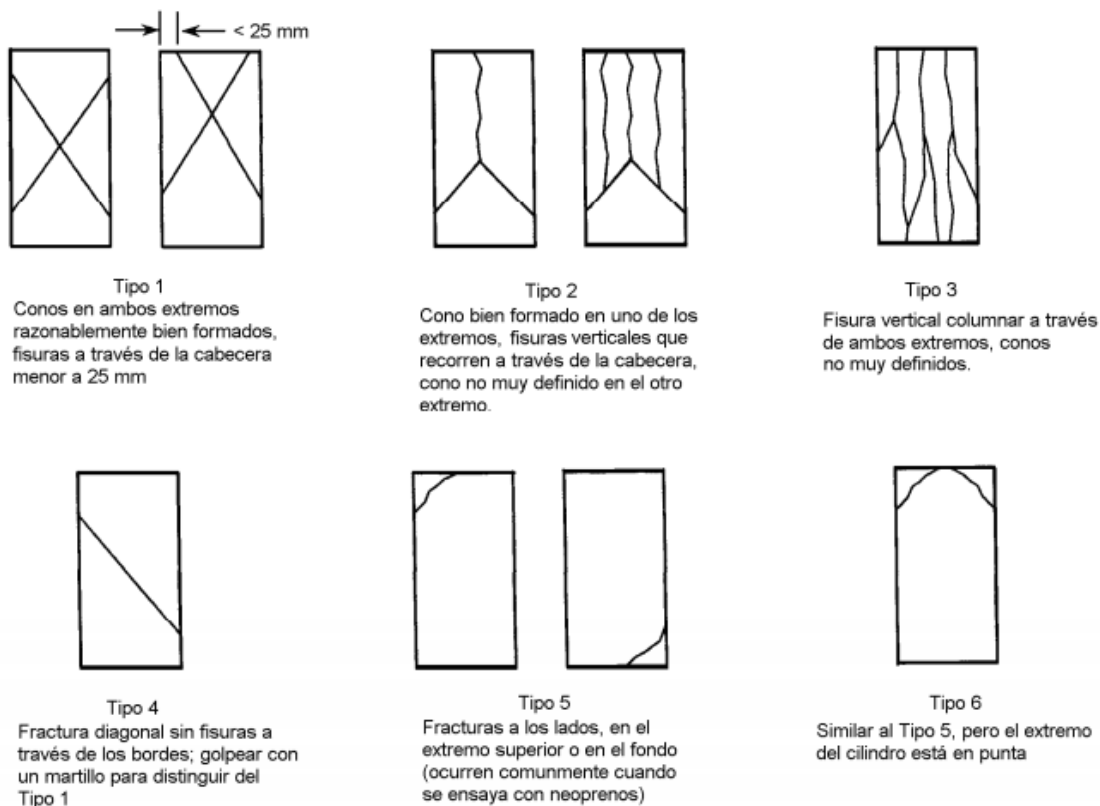 < 25 mm
Tipo 1
Conos en ambos extremos
razonablemente bien formados,
fisuras a través de la cabecera
menor a 25 mm
Tipo 2
Cono bien formado en uno de los
extremos, fisuras verticales que
recorren a través de la cabecera,
cono no muy definido en el otro
extremo.
Tipo 3
Fisura vertical columnar a través
de ambos extremos, conos
no muy definidos.
Tipo 4
Fractura diagonal sin fisuras a
través de los bordes; golpear con
un martillo para distinguir del
Tipo 1
Tipo 5
Fracturas a los lados, en el
extremo superior o en el fondo
(ocurren comunmente cuando
se ensaya con neoprenos)
Tipo 6
Similar al Tipo 5, pero el extremo
del cilindro está en punta